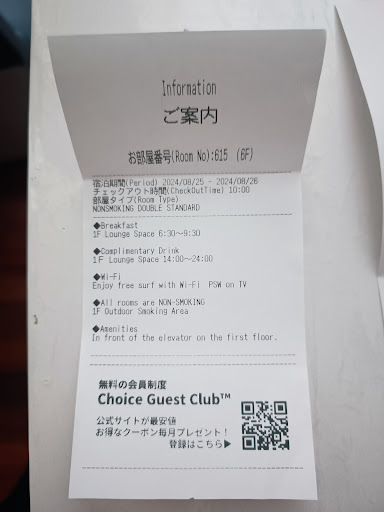 Information
ご案内
お部屋番号(Room No):615 (6F)
宿泊期間(Period) 2024/08/25 - 2024/08/26
チェックアウト時間(CheckOutTime) 10:00
部屋タイプ(Room Type)
NONSMOKING DOUBLE STANDARD
◆Breakfast
1F Lounge Space 6:30～9:30
◆Complimentary Drink
1F Lounge Space 14:00～24:00
◆Wi-Fi
Enjoy free surf with Wi-Fi PSW on TV
◆All rooms are NON-SMOKING
1F Outdoor Smoking Area
◆Amenities
In front of the elevator on the first floor.
無料の会員制度
Choice Guest Club™
公式サイトが最安値
お得なクーポン毎月プレゼント！
登録はこちら▶